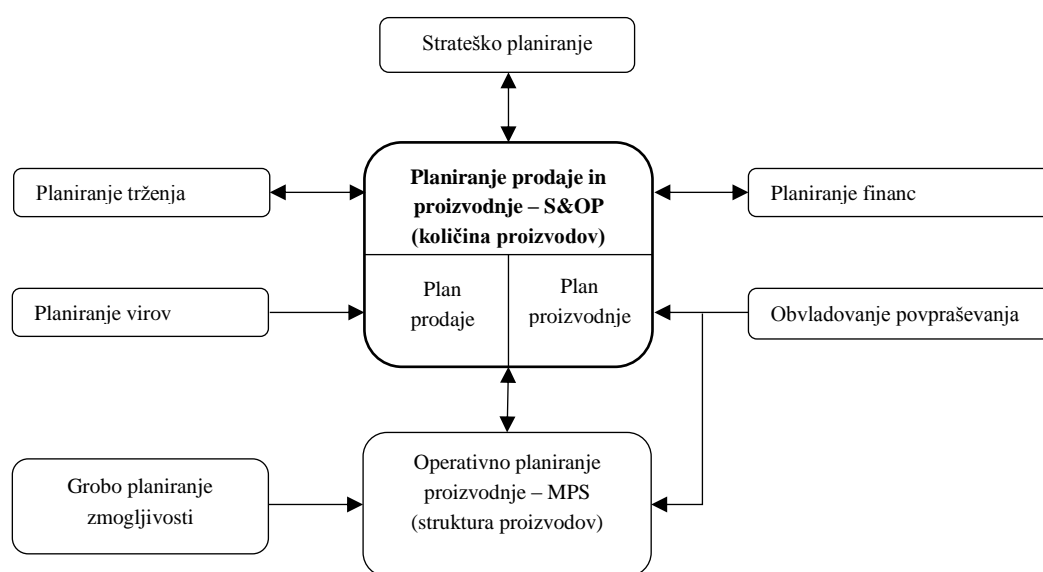 Strateško planiranje
Planiranje trženja
Planiranje prodaje in
proizvodnje – S&OP
(količina proizvodov)
Planiranje financ
Planiranje virov
Plan
prodaje
Plan
proizvodnje
Obvladovanje povpraševanja
Grobo planiranje
zmogljivosti
Operativno planiranje
proizvodnje – MPS
(struktura proizvodov)